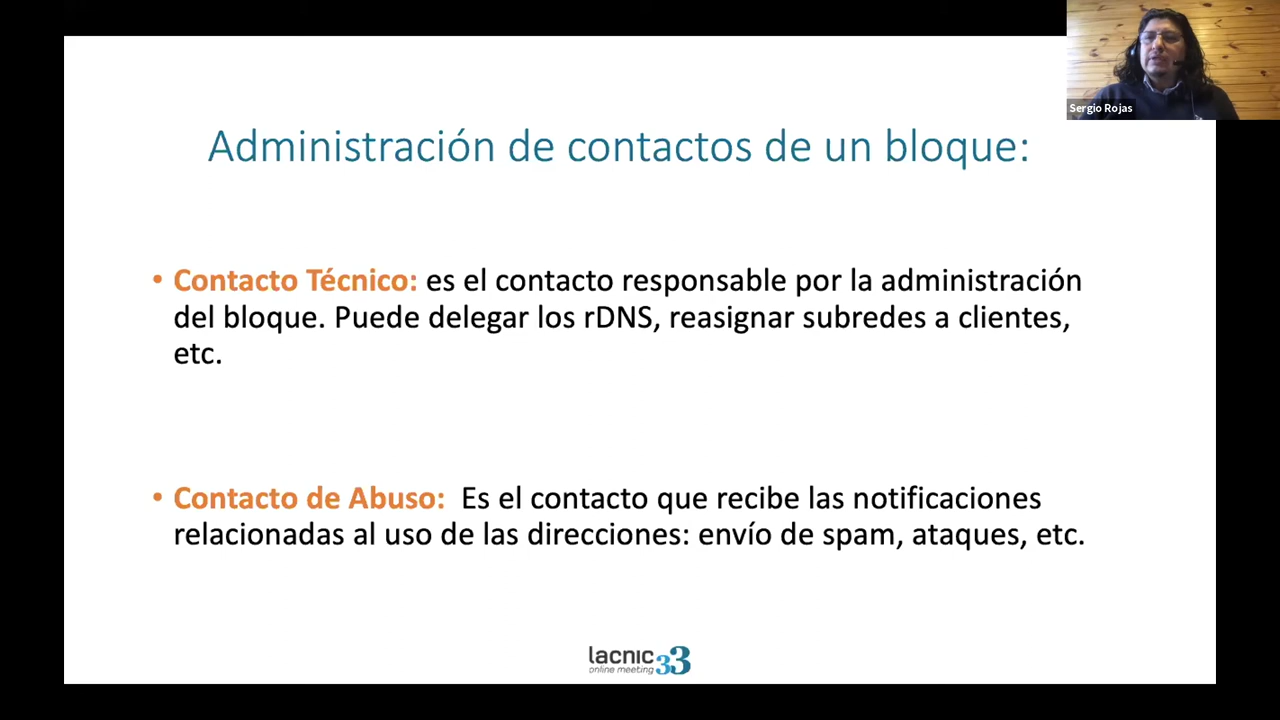 Sergio Rojas
Administración de contactos de un bloque:
• Contacto Técnico: es el contacto responsable por la administración
del bloque. Puede delegar los rDNS, reasignar subredes a clientes,
etc.
• Contacto de Abuso: Es el contacto que recibe las notificaciones
relacionadas al uso de las direcciones: envío de spam, ataques, etc.
lacnic 33
online meeting